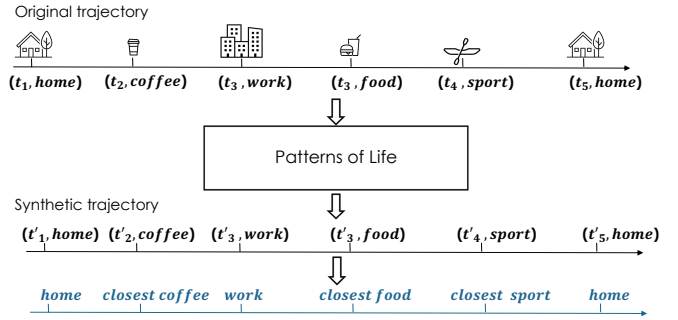 Original trajectory
(t₁, home) (t₂, coffee) (t₃ , work) (t₃ , food) (t₄ , sport) (t₅, home)
Patterns of Life
Synthetic trajectory
(t′₁, home) (t′₂, coffee) (t′₃ , work) (t′₃ , food) (t′₄ , sport) (t′₅, home)
home closest coffee work closest food closest sport home